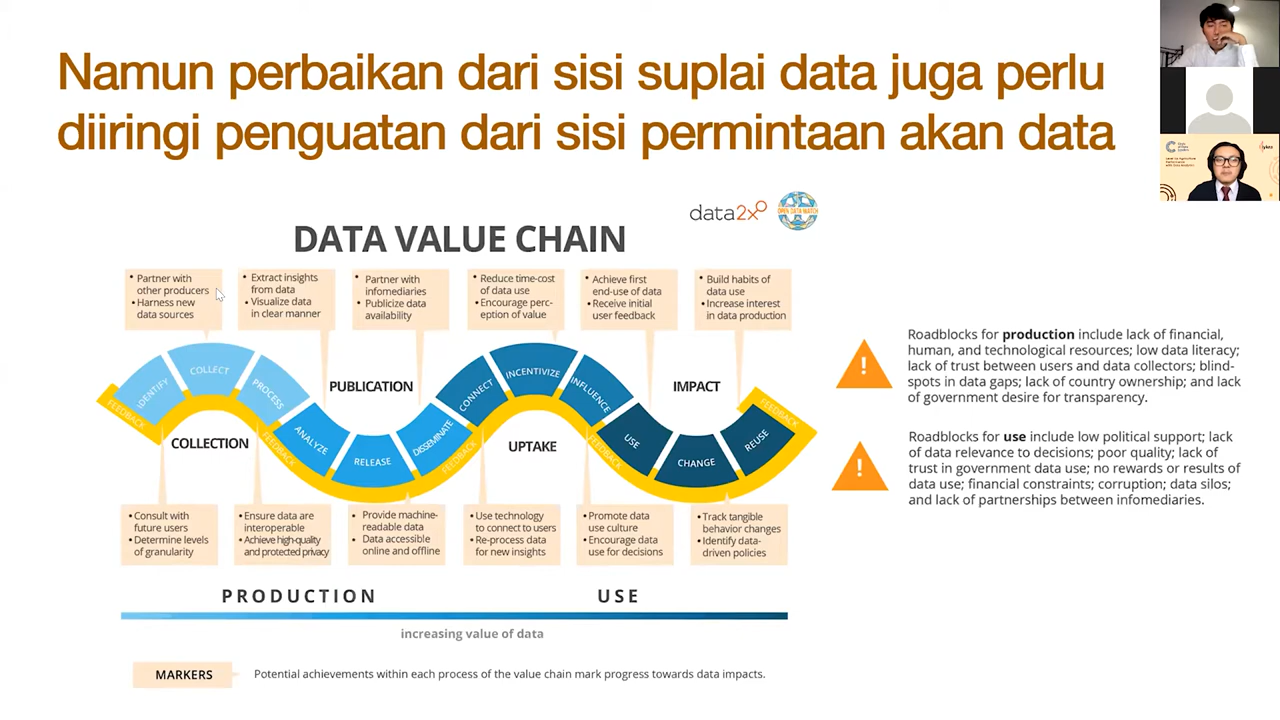 Namun perbaikan dari sisi suplai data juga perlu
diiringi penguatan dari sisi permintaan akan data
data2x
OPEN DATA WATCH
DATA VALUE CHAIN
• Partner with
other producers
• Harness new
data sources
• Extract insights
from data
• Visualize data
in clear manner
• Partner with
infomediaries
• Publicize data
availability
• Reduce time-cost
of data use
• Encourage perc-
eption of value
• Achieve first
end-use of data
• Receive initial
user feedback
• Build habits of
data use
• Increase interest
in data production
FEEDBACK
IDENTIFY
COLLECT
PROCESS
COLLECTION
FEEDBACK
ANALYZE
RELEASE
DISSEMINATE
PUBLICATION
FEEDBACK
CONNECT
INCENTIVIZE
INFLUENCE
UPTAKE
FEEDBACK
USE
CHANGE
REUSE
IMPACT
FEEDBACK
• Consult with
future users
• Determine levels
of granularity
• Ensure data are
interoperable
• Achieve high-quality
and protected privacy
• Provide machine-
readable data
• Data accessible
online and offline
• Use technology
to connect to users
• Re-process data
for new insights
• Promote data
use culture
• Encourage data
use for decisions
• Track tangible
behavior changes
• Identify data-
driven policies
PRODUCTION
USE
increasing value of data
MARKERS
Potential achievements within each process of the value chain mark progress towards data impacts.
!
Roadblocks for production include lack of financial,
human, and technological resources; low data literacy;
lack of trust between users and data collectors; blind-
spots in data gaps; lack of country ownership; and lack
of government desire for transparency.
!
Roadblocks for use include low political support; lack
of data relevance to decisions; poor quality; lack of
trust in government data use; no rewards or results of
data use; financial constraints; corruption; data silos;
and lack of partnerships between infomediaries.